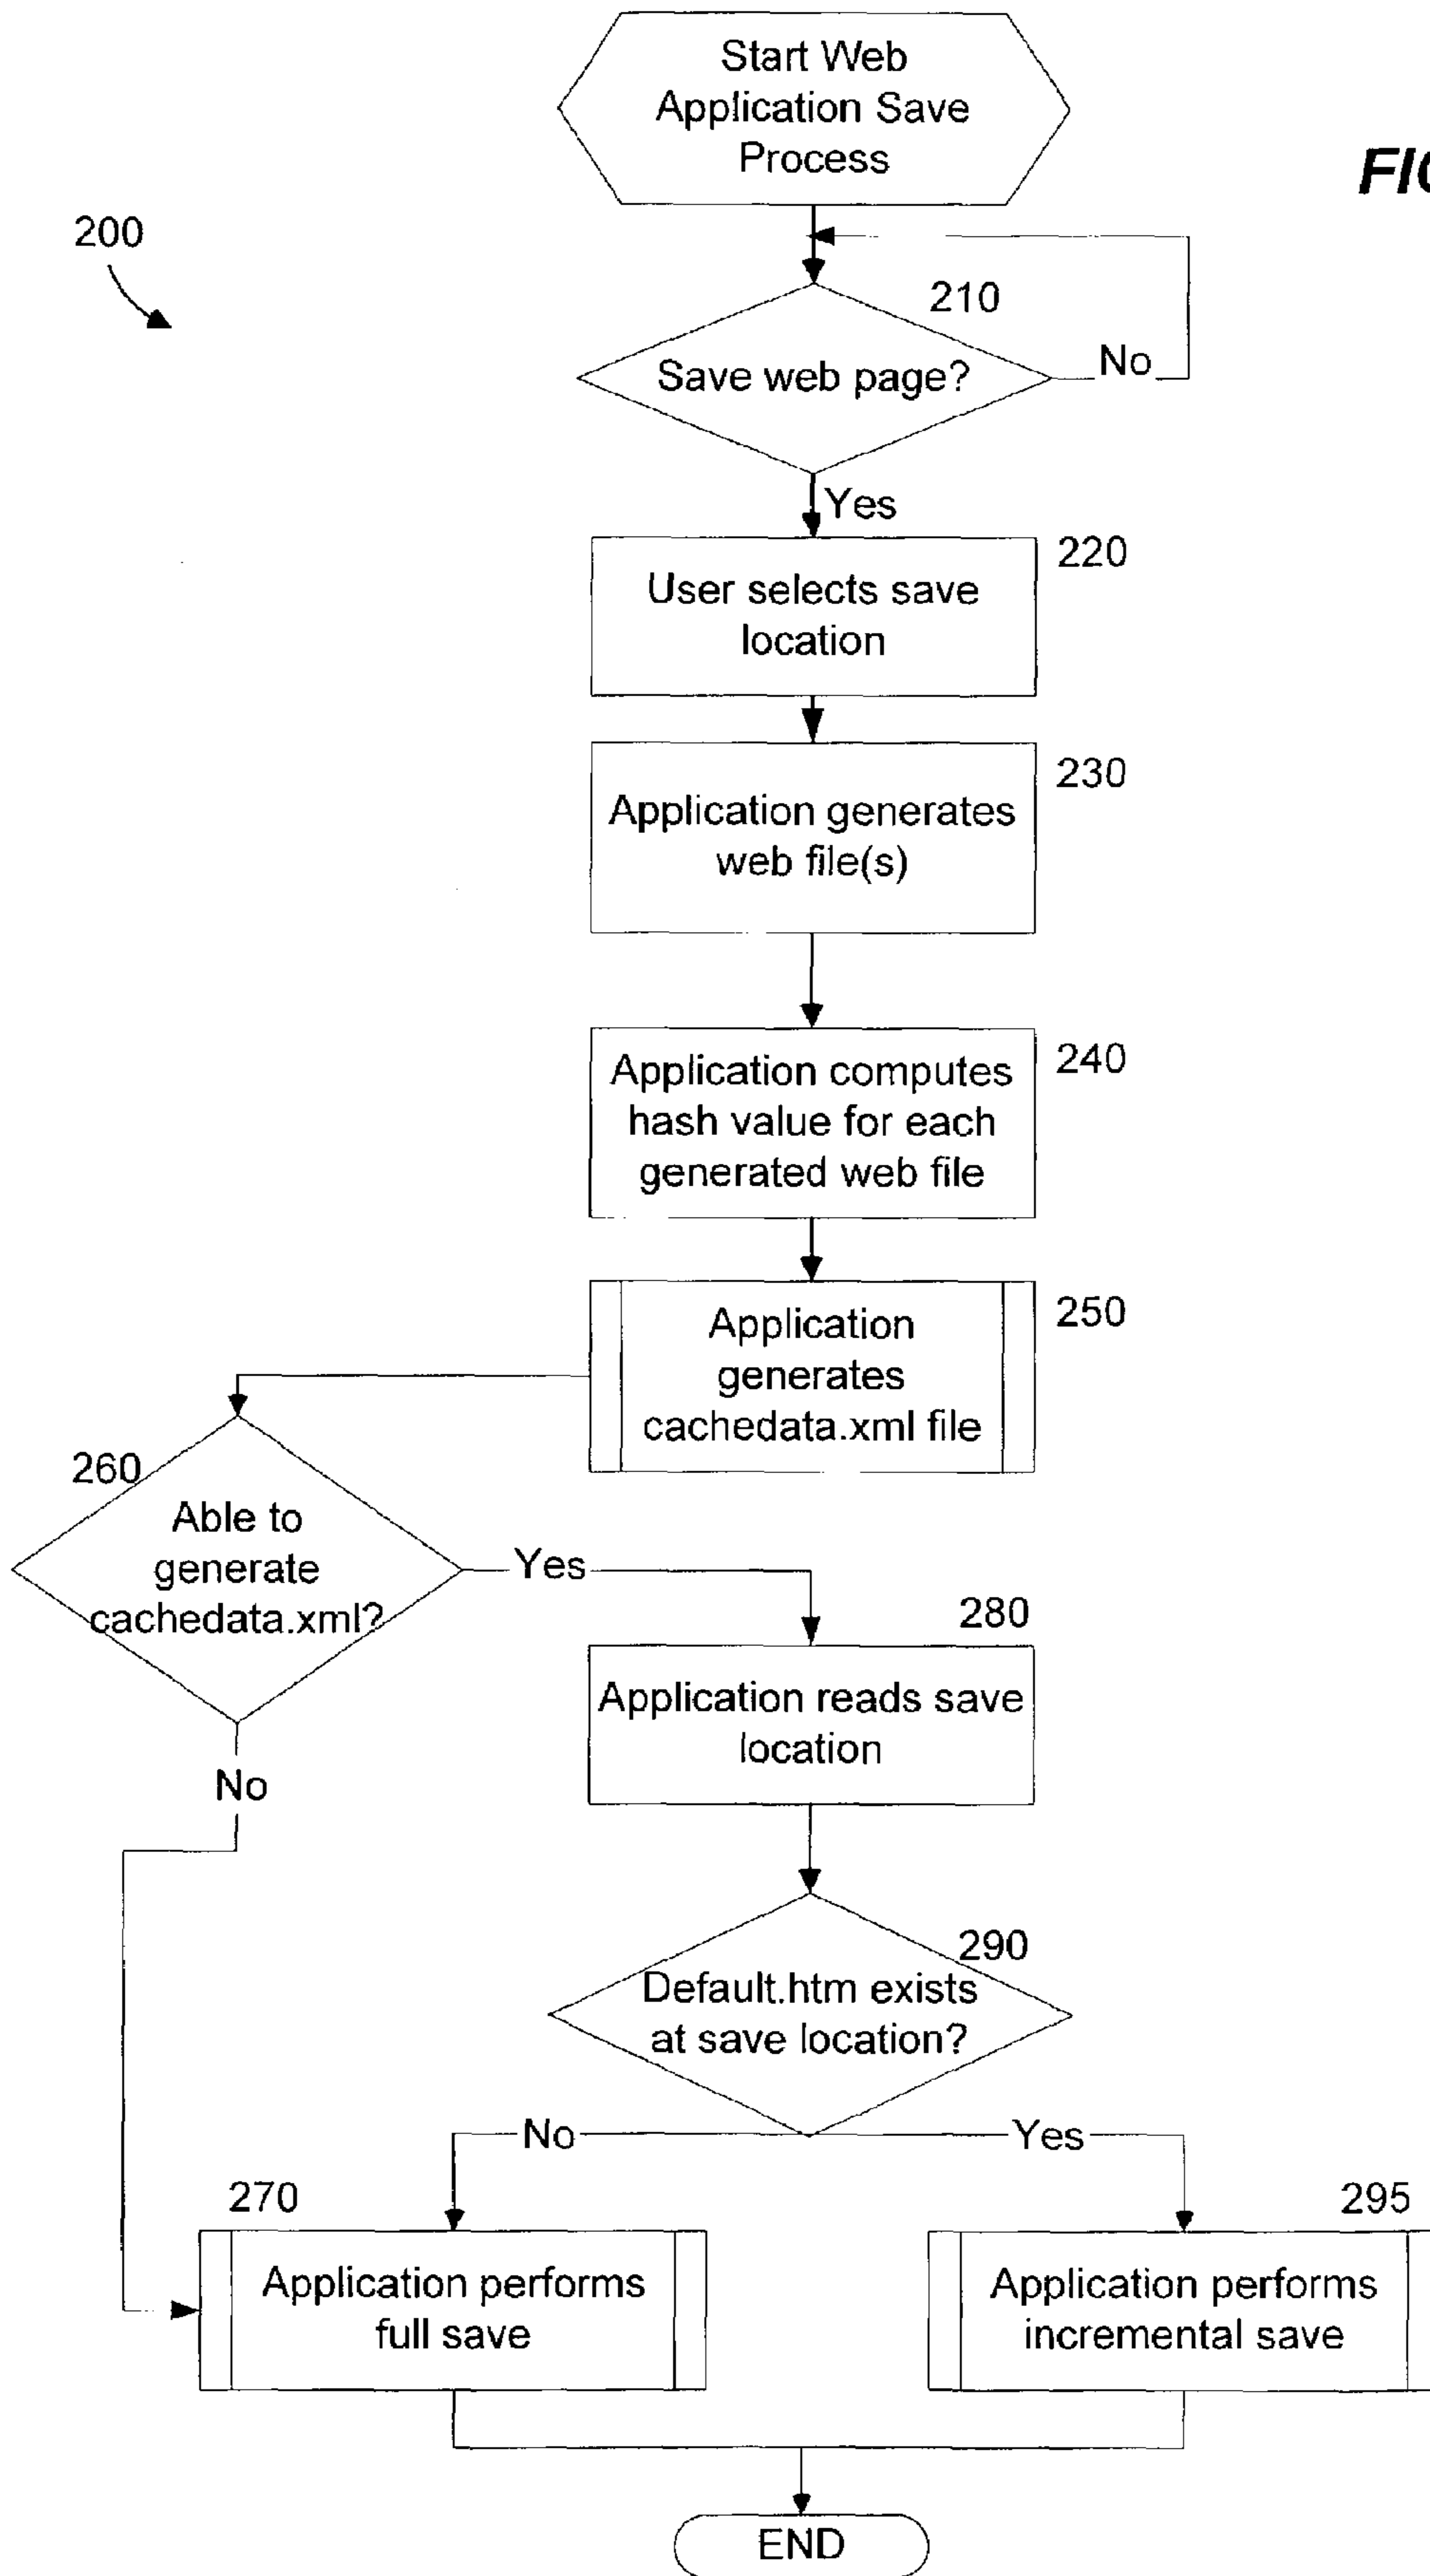 Start Web
Application Save
Process
FIG
200
210
Save web page?
No
Yes
220
User selects save
location
230
Application generates
web file(s)
240
Application computes
hash value for each
generated web file
250
Application
generates
cachedata.xml file
260
Able to
generate
cachedata.xml?
Yes
No
280
Application reads save
location
290
Default.htm exists
at save location?
No
Yes
270
Application performs
full save
295
Application performs
incremental save
END